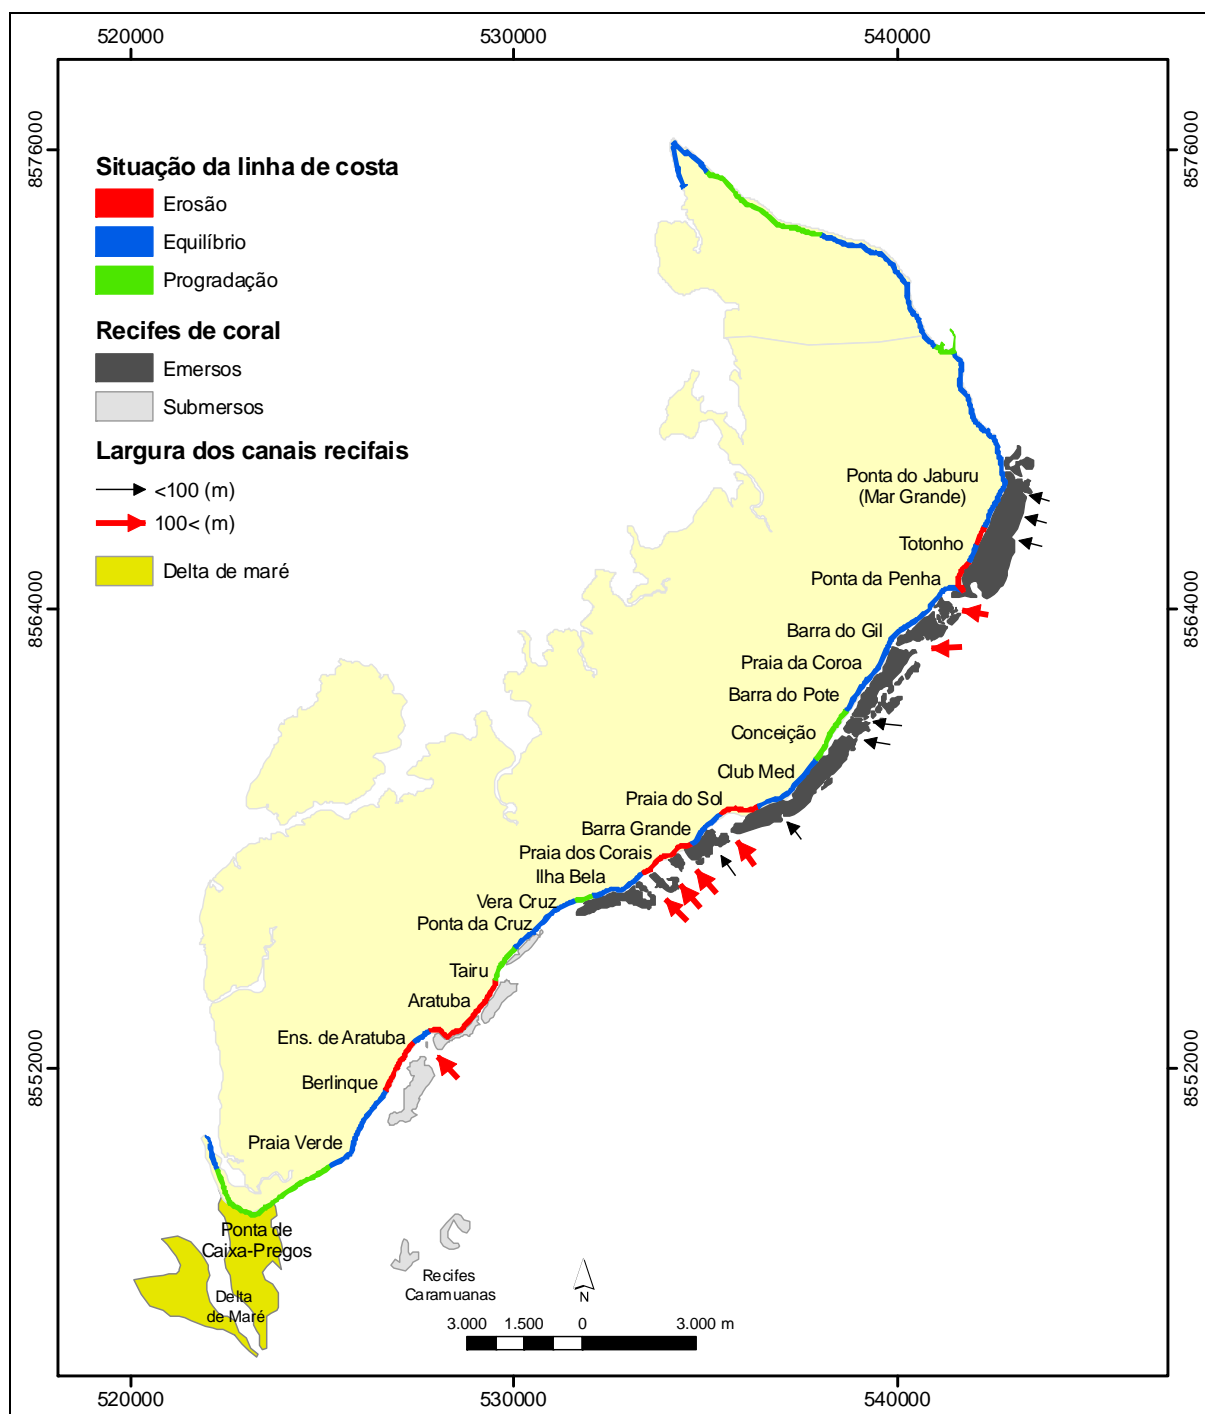 520000
530000
540000
8576000
8576000
Situação da linha de costa
Erosão
Equilíbrio
Progradação
Recifes de coral
Emersos
Submersos
Largura dos canais recifais
<100 (m)
100< (m)
Delta de maré
Ponta do Jaburu
(Mar Grande)
Totonho
Ponta da Penha
8564000
8564000
Barra do Gil
Praia da Coroa
Barra do Pote
Conceição
Club Med
Praia do Sol
Barra Grande
Praia dos Corais
Ilha Bela
Vera Cruz
Ponta da Cruz
Tairu
Aratuba
Ens. de Aratuba
8552000
8552000
Berlinque
Praia Verde
Ponta de
Caixa-Pregos
Delta
de Maré
Recifes
Caramuanas
N
3.000 1.500 0 3.000 m
520000
530000
540000